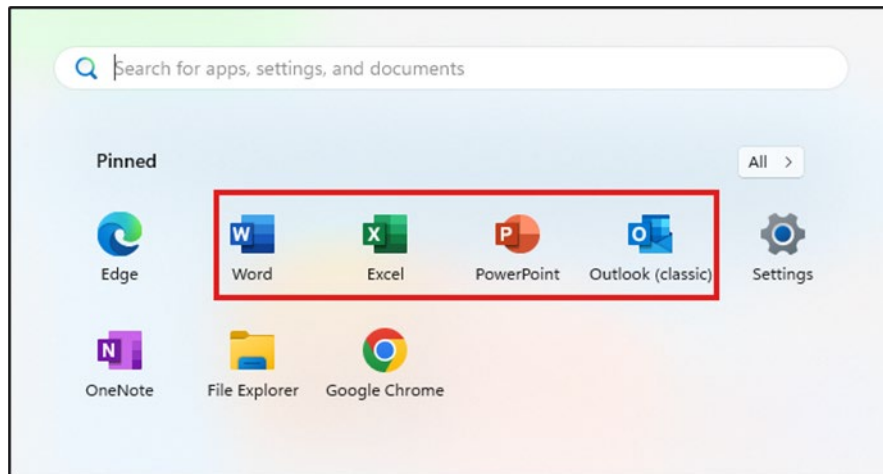 Search for apps, settings, and documents
Pinned
All >
Edge
W
Word
X
Excel
P
PowerPoint
O
Outlook (classic)
Settings
N
OneNote
File Explorer
Google Chrome